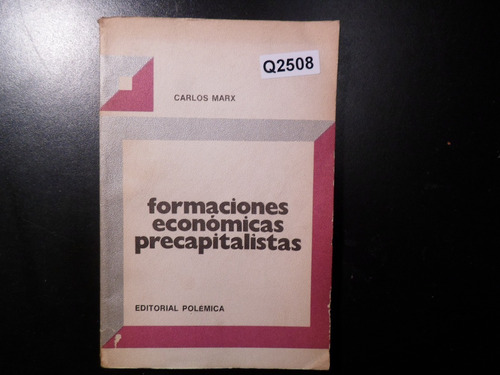 Q2508
CARLOS MARX
formaciones
económicas
precapitalistas
EDITORIAL POLEMICA